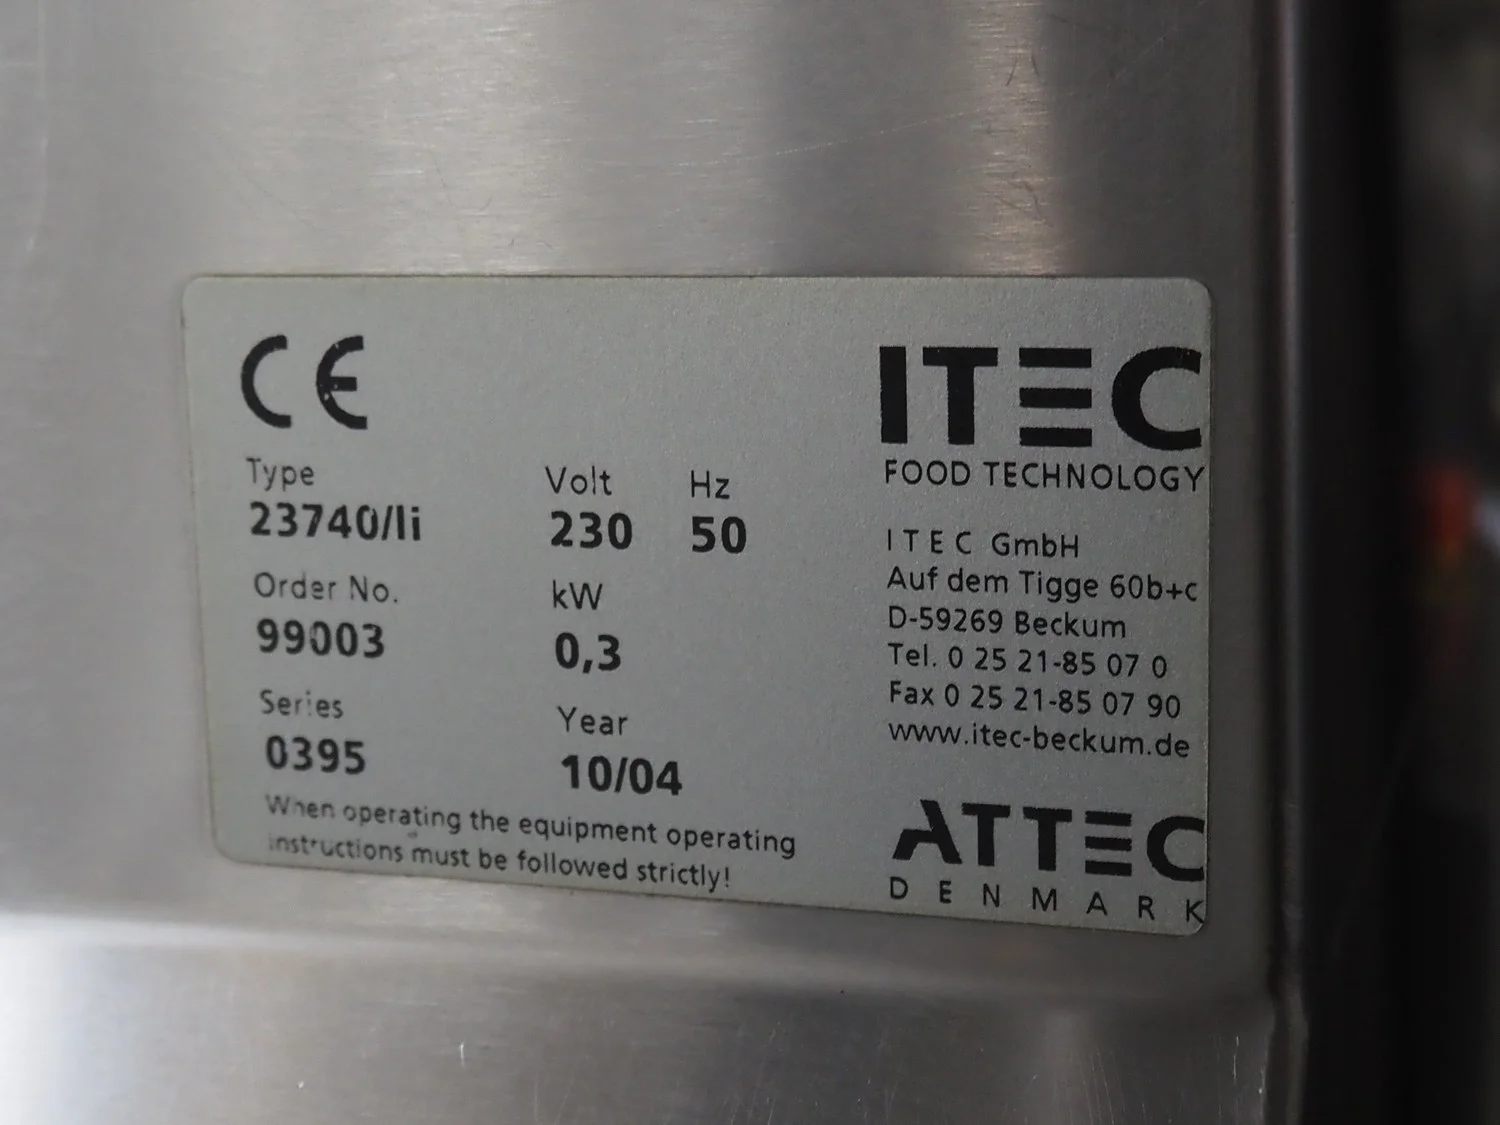 CE
Type
23740/li
Volt
230
Hz
50
Order No.
99003
kW
0,3
Series
0395
Year
10/04
When operating the equipment operating
instructions must be followed strictly!
ITEC
FOOD TECHNOLOGY
ITEC GmbH
Auf dem Tigge 60b+c
D-59269 Beckum
Tel. 0 25 21-85 07 0
Fax 0 25 21-85 07 90
www.itec-beckum.de
ATTEC
DENMARK